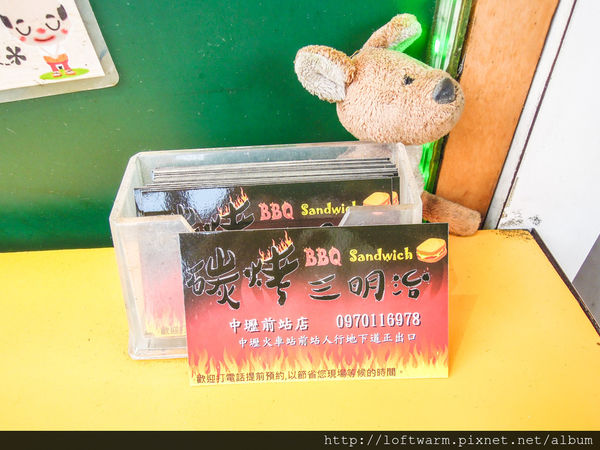 BBQ Sandwich
BBQ Sandwich
碳烤三明治
中壢前站店 0970116978
中壢火車站前站人行地下道正出口
歡迎打電話提前預約,以節省您現場等候的時間。
http://loftwarm.pixnet.net/album